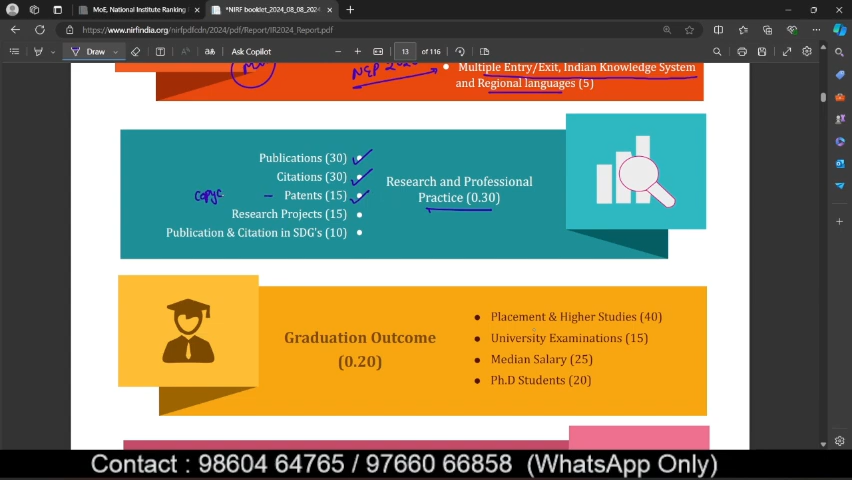 MoE, National Institute Ranking
*NIRF booklet_2024_08_08_2024
https://www.nirfindia.org/nirfpdfcdn/2024/pdf/Report/IR2024_Report.pdf
Draw
Ask Copilot
13
of 116
NEP 2020
Multiple Entry/Exit, Indian Knowledge System
and Regional languages (5)
Publications (30)
Citations (30)
copyc - Patents (15)
Research Projects (15)
Publication & Citation in SDG's (10)
Research and Professional
Practice (0.30)
Graduation Outcome
(0.20)
Placement & Higher Studies (40)
University Examinations (15)
Median Salary (25)
Ph.D Students (20)
Contact : 98604 64765 / 97660 66858 (WhatsApp Only)